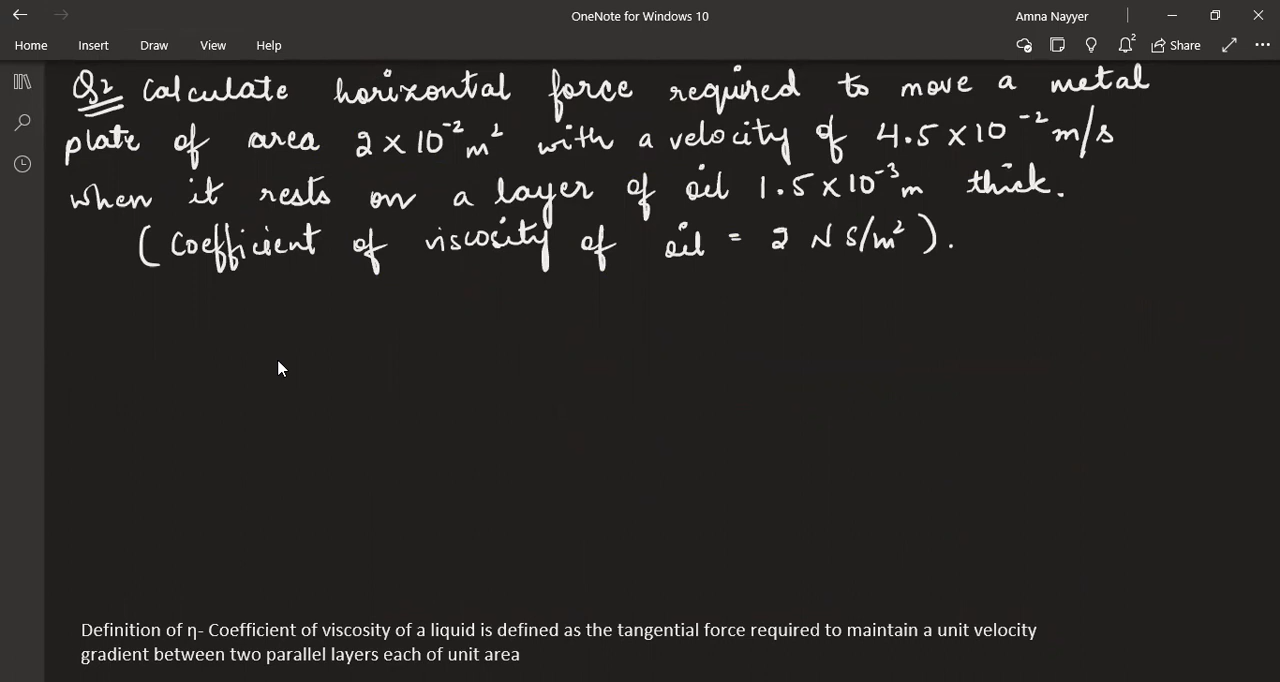 OneNote for Windows 10
Amna Nayyer
Home Insert Draw View Help
2 Share
Q2 Calculate horizontal force required to move a metal
plate of area 2 × 10⁻² m² with a velocity of 4.5 × 10⁻² m/s
when it rests on a layer of oil 1.5 × 10⁻³ m thick.
(Coefficient of viscosity of oil = 2 N s/m²).
Definition of η- Coefficient of viscosity of a liquid is defined as the tangential force required to maintain a unit velocity
gradient between two parallel layers each of unit area